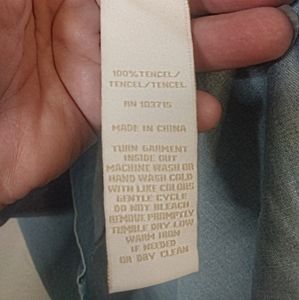 100% TENCEL/
TENCEL/TENCEL
RN 103715
MADE IN CHINA
TURN GARMENT
INSIDE OUT
MACHINE WASH OR
HAND WASH COLD
WITH LIKE COLORS
GENTLE CYCLE
DO NOT BLEACH
REMOVE PROMPTLY
TUMBLE DRY LOW
WARM IRON
IF NEEDED
OR DRY CLEAN